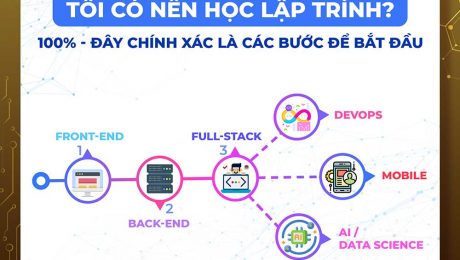 TÔI CÓ NÊN HỌC LẬP TRÌNH?
100% - ĐÂY CHÍNH XÁC LÀ CÁC BƯỚC ĐỂ BẮT ĐẦU
DEVOPS
FRONT-END
1
FULL-STACK
3
MOBILE
2
BACK-END
AI
AI /
DATA SCIENCE